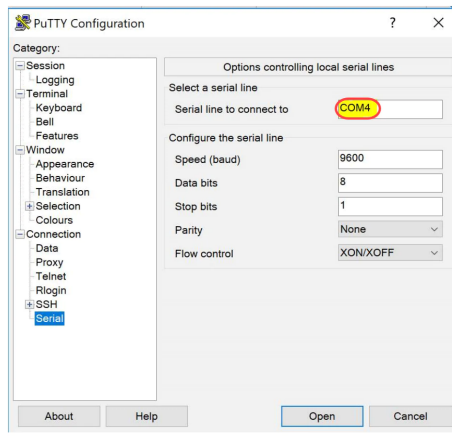 PuTTY Configuration
? ×
Category:
Session
Logging
Terminal
Keyboard
Bell
Features
Window
Appearance
Behaviour
Translation
Selection
Colours
Connection
Data
Proxy
Telnet
Rlogin
SSH
Serial
Options controlling local serial lines
Select a serial line
Serial line to connect to COM4
Configure the serial line
Speed (baud) 9600
Data bits 8
Stop bits 1
Parity None
Flow control XON/XOFF
About Help Open Cancel